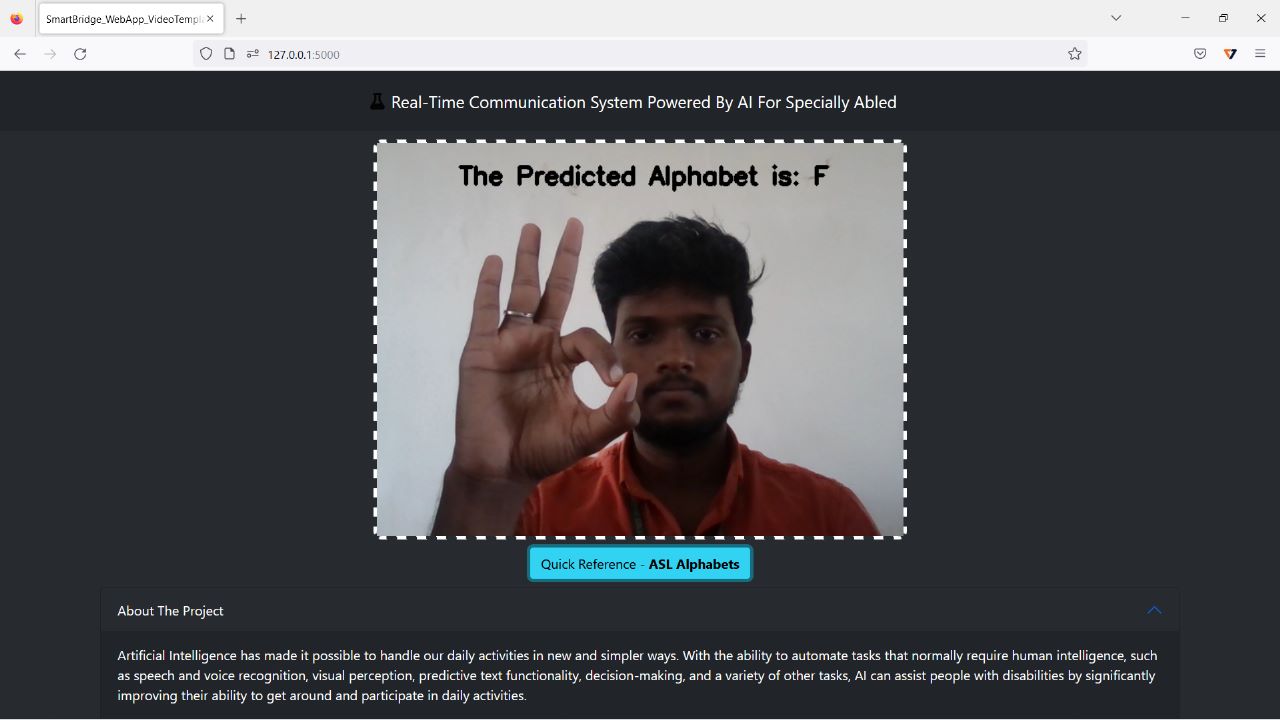 SmartBridge_WebApp_VideoTempl
127.0.0.1:5000
Real-Time Communication System Powered By AI For Specially Abled
The Predicted Alphabet is: F
Quick Reference - ASL Alphabets
About The Project
Artificial Intelligence has made it possible to handle our daily activities in new and simpler ways. With the ability to automate tasks that normally require human intelligence, such
as speech and voice recognition, visual perception, predictive text functionality, decision-making, and a variety of other tasks, AI can assist people with disabilities by significantly
improving their ability to get around and participate in daily activities.